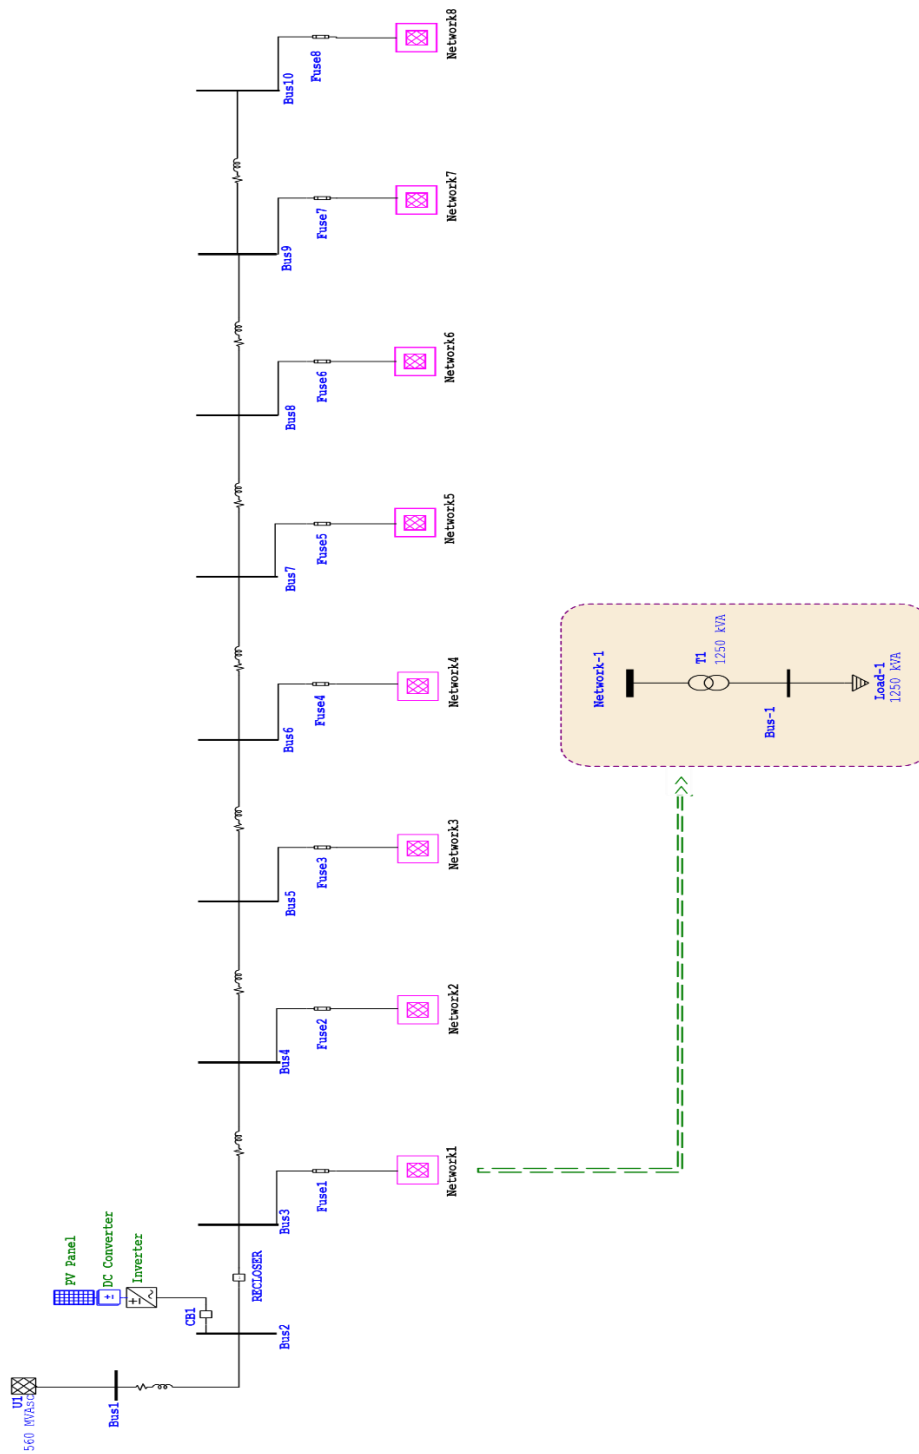 U1
560 MVAsc
PV Panel
DC Converter
Inverter
Bus1
CB1
RECLOSER
Bus2
Bus3
Bus4
Bus5
Bus6
Bus7
Bus8
Bus9
Bus10
Fuse1
Fuse2
Fuse3
Fuse4
Fuse5
Fuse6
Fuse7
Fuse8
Network1
Network2
Network3
Network4
Network5
Network6
Network7
Network8
Network-1
T1
1250 kVA
Bus-1
Load-1
1250 kVA